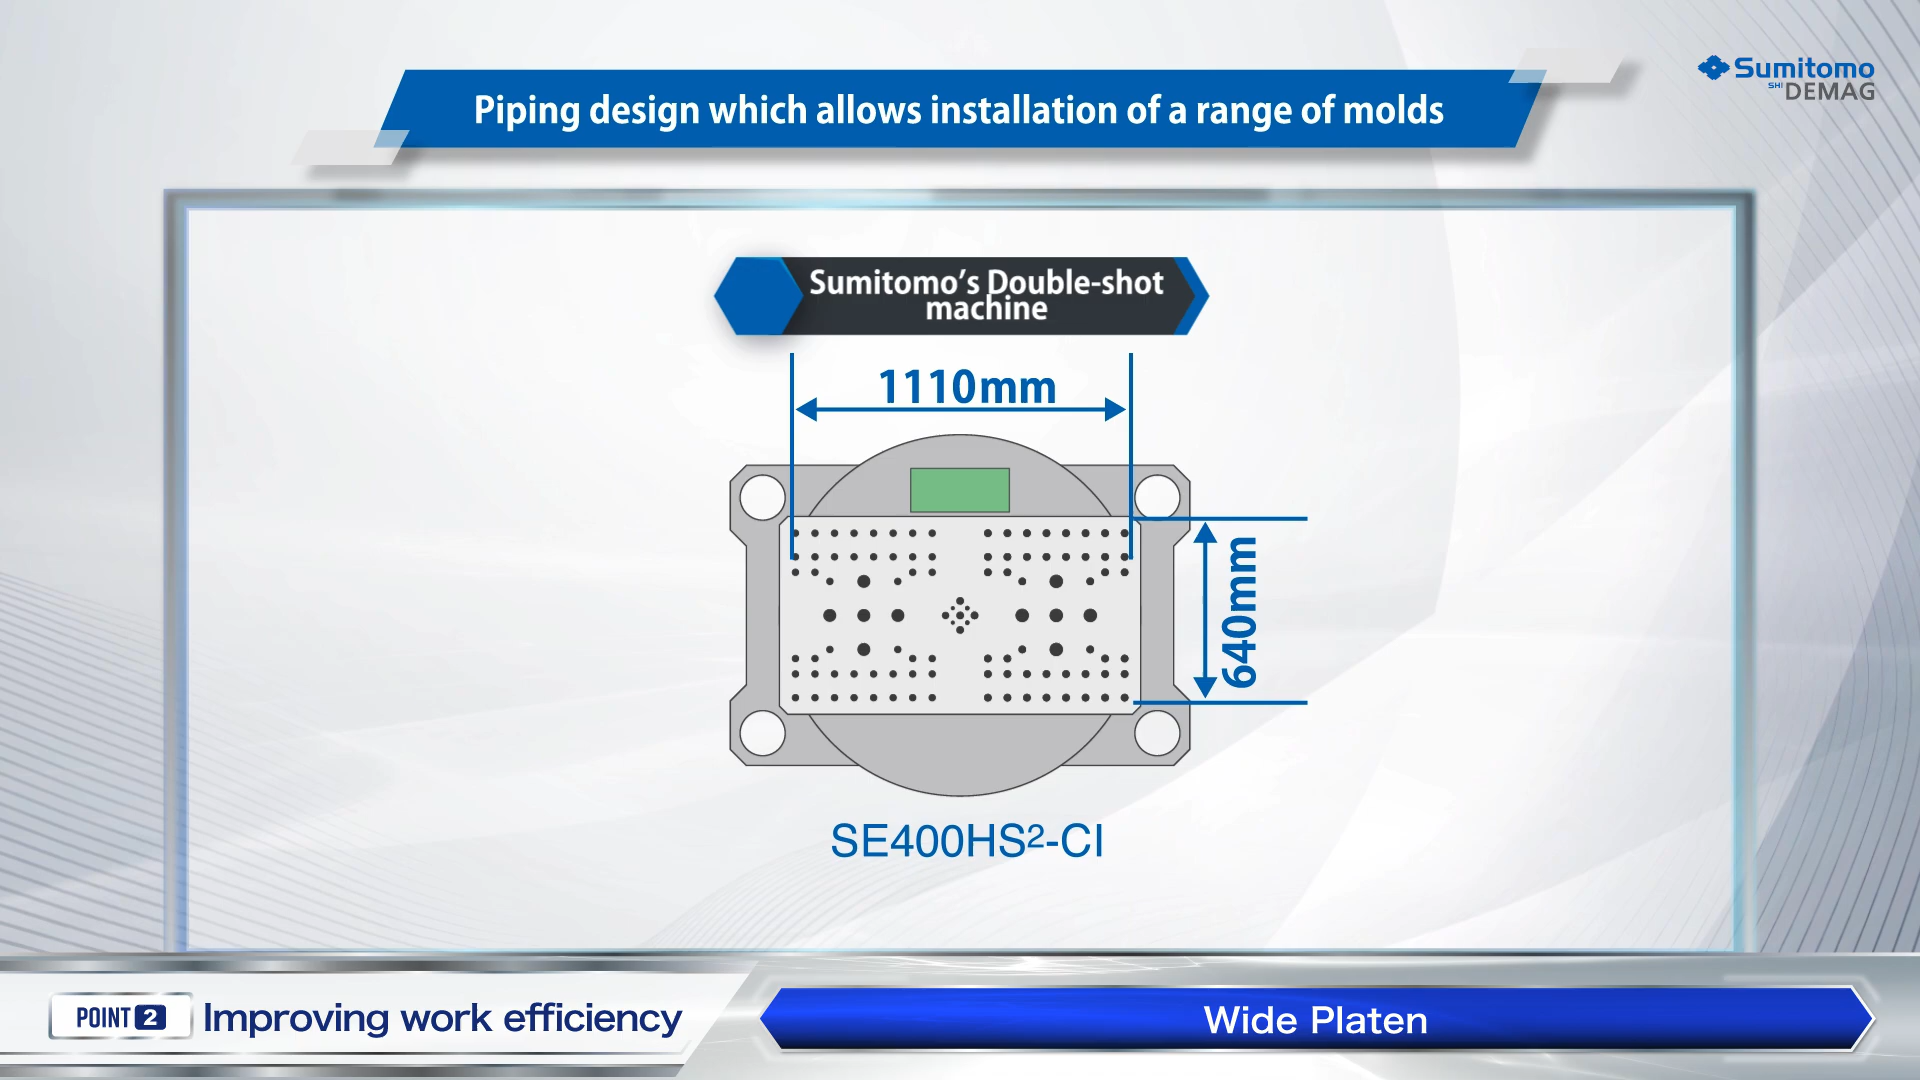 Piping design which allows installation of a range of molds
Sumitomo
SHI DEMAG
Sumitomo's Double-shot
machine
1110mm
640mm
SE400HS2-CI
POINT 2 Improving work efficiency
Wide Platen